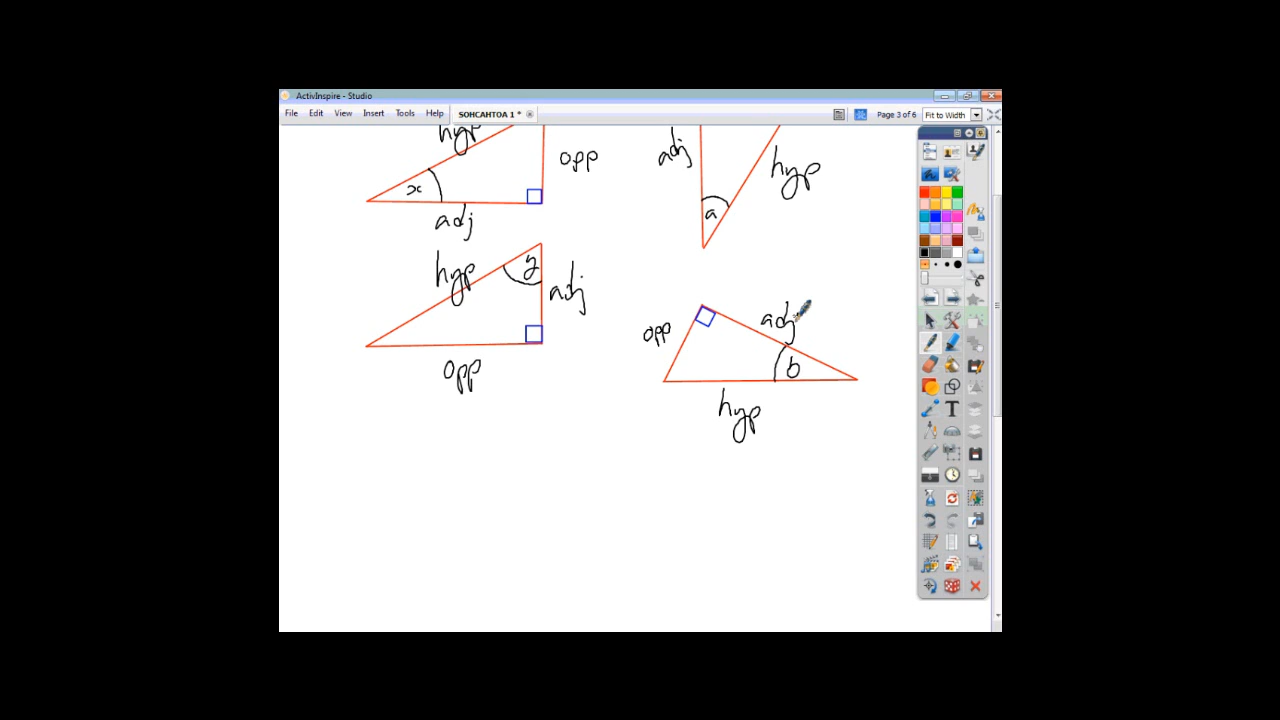 ActivInspire - Studio
File Edit View Insert Tools Help SOHCAHTOA 1 * Page 3 of 6 Fit to Width
hyp
opp
x
adj
adj
hyp
a
hyp
y
adj
opp
opp
adj
b
hyp